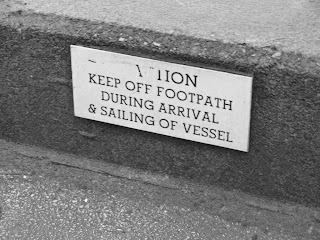 KEEP OFF FOOTPATH
DURING ARRIVAL
& SAILING OF VESSEL